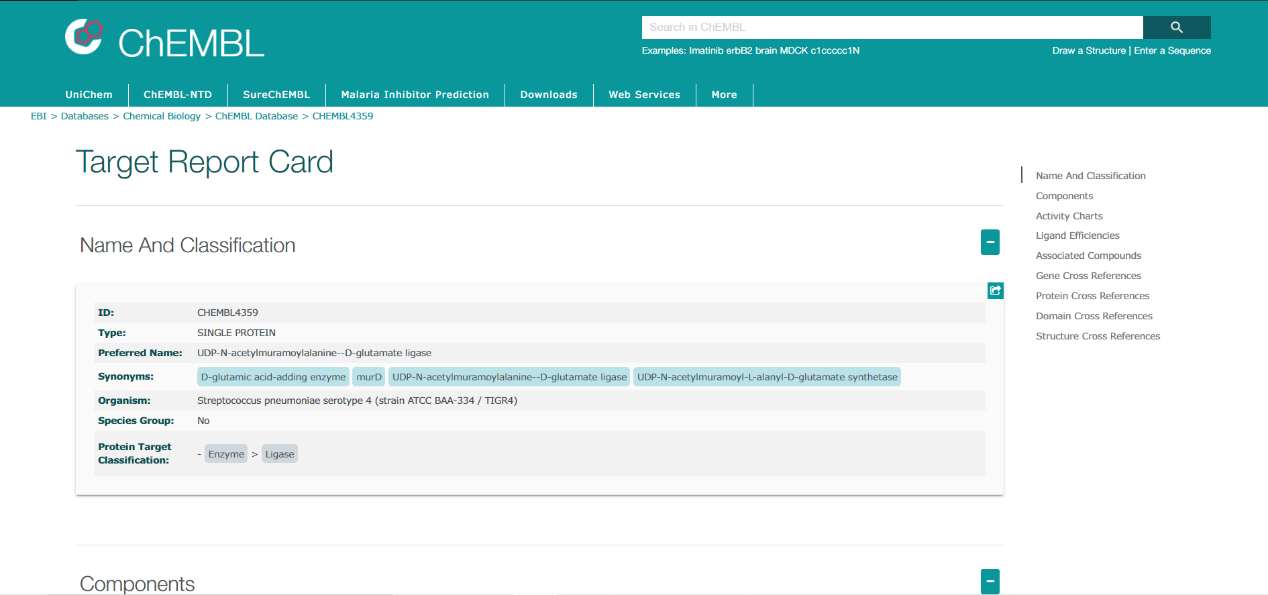 ChEMBL
Search in ChEMBL
Examples: Imatinib erbB2 brain MDCK c1ccccc1N
Draw a Structure | Enter a Sequence
UniChem ChEMBL-NTD SureChEMBL Malaria Inhibitor Prediction Downloads Web Services More
EBI > Databases > Chemical Biology > ChEMBL Database > CHEMBL4359
Target Report Card
Name And Classification
ID: CHEMBL4359
Type: SINGLE PROTEIN
Preferred Name: UDP-N-acetylmuramoylalanine--D-glutamate ligase
Synonyms: D-glutamic acid-adding enzyme murD UDP-N-acetylmuramoylalanine--D-glutamate ligase UDP-N-acetylmuramoyl-L-alanyl-D-glutamate synthetase
Organism: Streptococcus pneumoniae serotype 4 (strain ATCC BAA-334 / TIGR4)
Species Group: No
Protein Target
Classification: - Enzyme > Ligase
Components
Name And Classification
Components
Activity Charts
Ligand Efficiencies
Associated Compounds
Gene Cross References
Protein Cross References
Domain Cross References
Structure Cross References